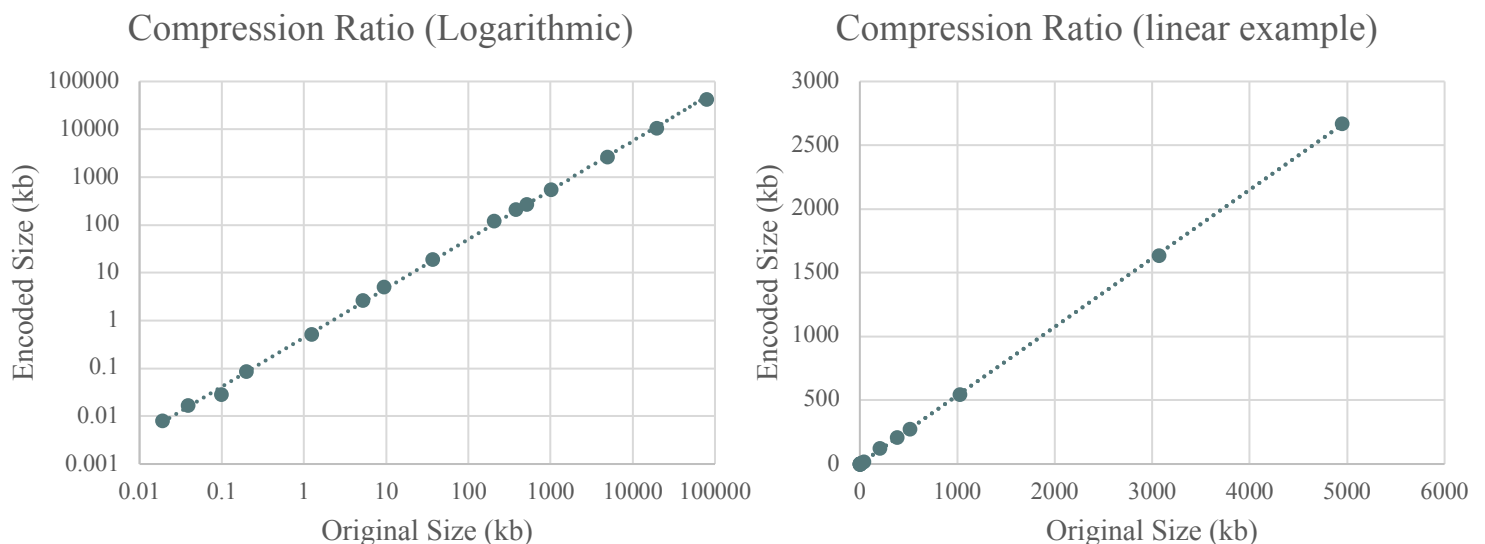 Compression Ratio (Logarithmic)
Encoded Size (kb)
100000
10000
1000
100
10
1
0.1
0.01
0.001
0.01 0.1 1 10 100 1000 10000 100000
Original Size (kb)
Compression Ratio (linear example)
Encoded Size (kb)
3000
2500
2000
1500
1000
500
0
0 1000 2000 3000 4000 5000 6000
Original Size (kb)